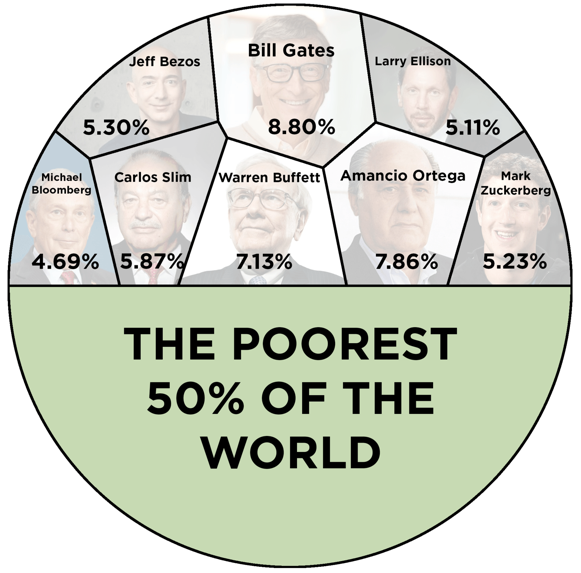 Bill Gates
8.80%
Jeff Bezos
5.30%
Larry Ellison
5.11%
Michael
Bloomberg
4.69%
Carlos Slim
5.87%
Warren Buffett
7.13%
Amancio Ortega
7.86%
Mark
Zuckerberg
5.23%
THE POOREST
50% OF THE
WORLD